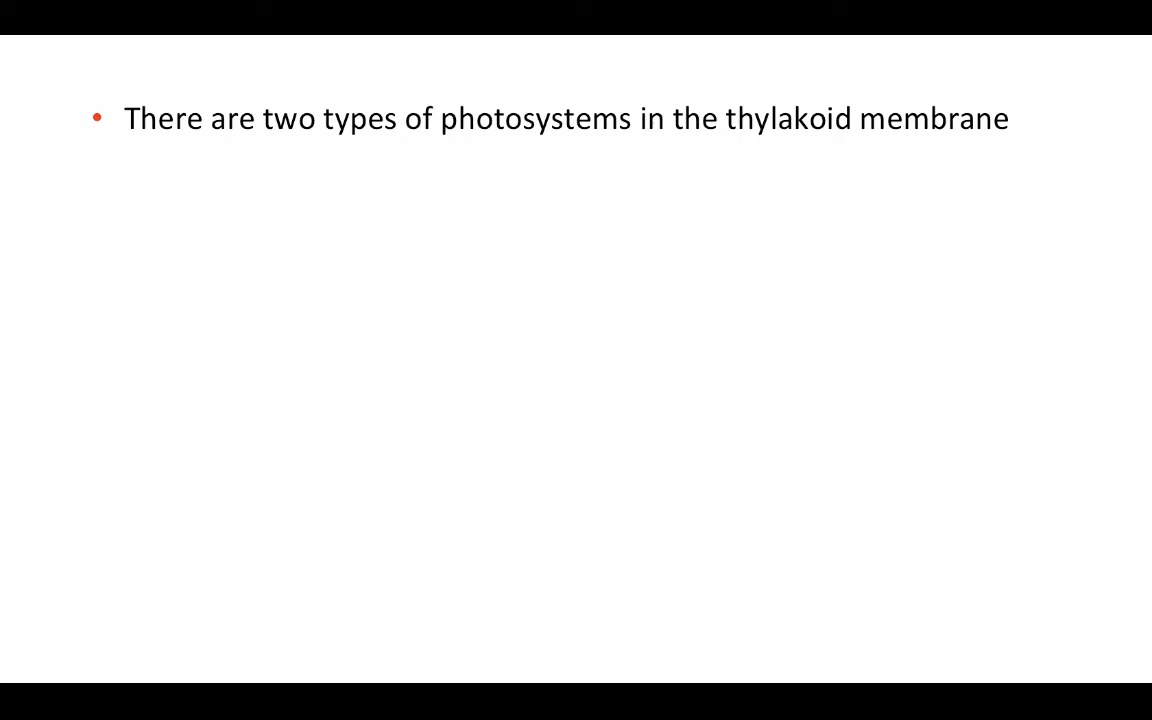 • There are two types of photosystems in the thylakoid membrane